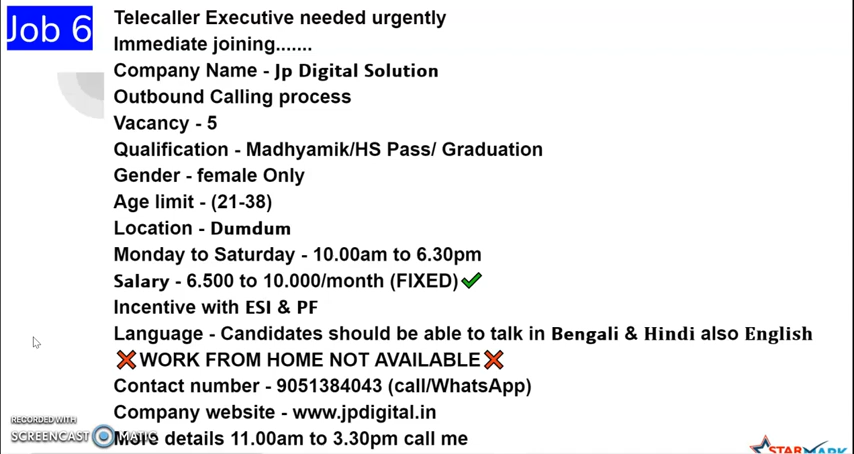 Job 6
Telecaller Executive needed urgently
Immediate joining.......
Company Name - Jp Digital Solution
Outbound Calling process
Vacancy - 5
Qualification - Madhyamik/HS Pass/ Graduation
Gender - female Only
Age limit - (21-38)
Location - Dumdum
Monday to Saturday - 10.00am to 6.30pm
Salary - 6.500 to 10.000/month (FIXED)✔
Incentive with ESI & PF
Language - Candidates should be able to talk in Bengali & Hindi also English
❌WORK FROM HOME NOT AVAILABLE❌
Contact number - 9051384043 (call/WhatsApp)
Company website - www.jpdigital.in
More details 11.00am to 3.30pm call me
RECORDED WITH
SCREENCAST MATIC
STARMARK